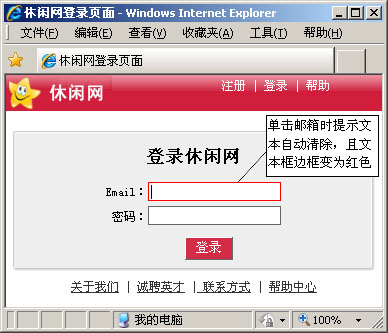 休闲网登录页面 - Windows Internet Explorer
文件(F) 编辑(E) 查看(V) 收藏夹(A) 工具(T) 帮助(H)
休闲网登录页面
休闲网
注册 | 登录 | 帮助
单击邮箱时提示文
本自动清除，且文
本框边框变为红色
登录休闲网
Email：
密码：
登录
关于我们 | 诚聘英才 | 联系方式 | 帮助中心
我的电脑
100%